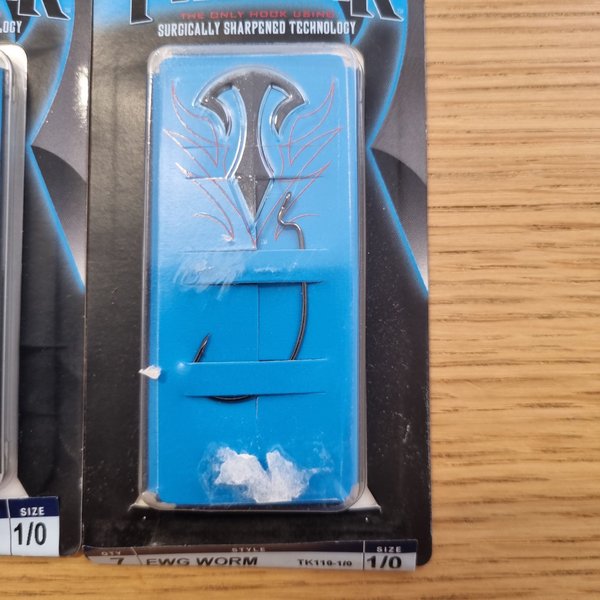 THE ONLY HOOK USING
SURGICALLY SHARPENED TECHNOLOGY
SIZE
1/0
QTY STYLE SIZE
7 EWG WORM TK110-1/0 1/0